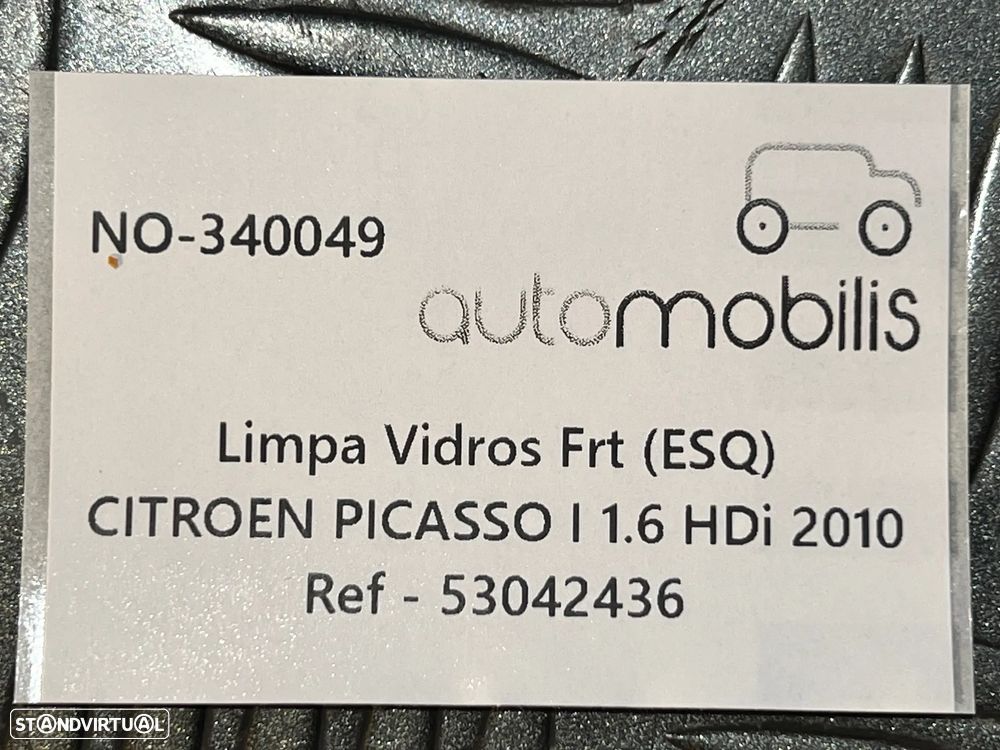 NO-340049
automobilis
Limpa Vidros Frt (ESQ)
CITROEN PICASSO I 1.6 HDi 2010
Ref - 53042436
STANDVIRTUAL